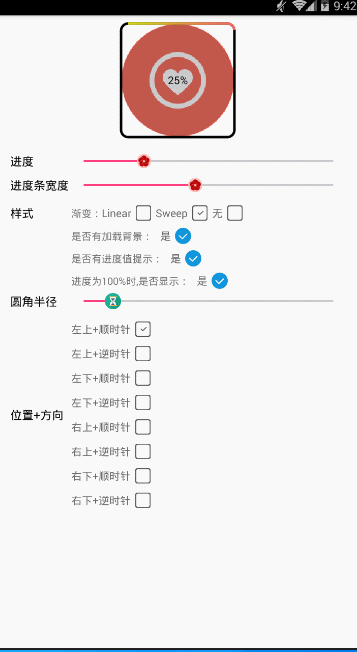 9:42
25%
进度
进度条宽度
样式 渐变：Linear Sweep 无
是否有加载背景： 是
是否有进度值提示： 是
进度为100%时,是否显示： 是
圆角半径
左上+顺时针
左上+逆时针
左下+顺时针
左下+逆时针
位置+方向
右上+顺时针
右上+逆时针
右下+顺时针
右下+逆时针